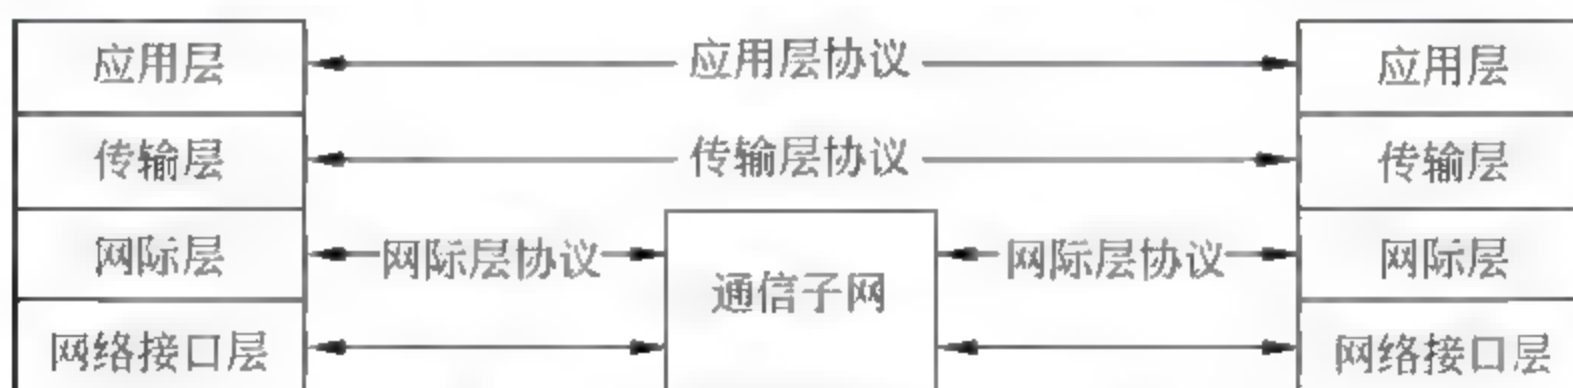 应用层 应用层协议 应用层
传输层 传输层协议 传输层
网际层 网际层协议 网际层协议 网际层
通信子网
网络接口层 网络接口层